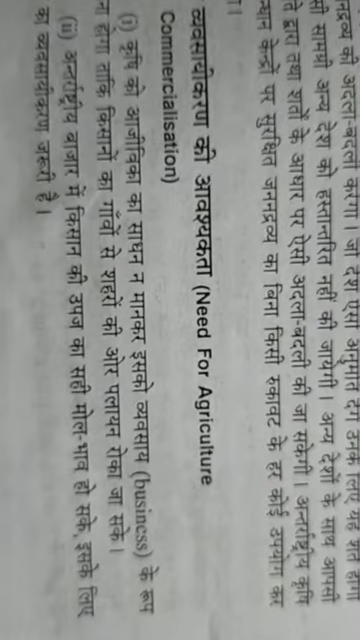 जननद्रव्य की अदला-बदली करेगा। जो देश ऐसी अनुमति देगा उनके लिए यह शर्त होगी
सामग्री अन्य देश को हस्तान्तरित नहीं की जायेगी। अन्य देशों के साथ आपसी
द्वारा तथा शर्तों के आधार पर ऐसी अदला-बदली की जा सकेगी। अन्तर्राष्ट्रीय कृषि
केन्द्रों पर सुरक्षित जननद्रव्य का बिना किसी रुकावट के हर कोई उपयोग कर
व्यवसायीकरण की आवश्यकता (Need For Agriculture
Commercialisation)
(i) कृषि को आजीविका का साधन न मानकर इसको व्यवसाय (business) के रूप
होगा ताकि किसानों का गाँवों से शहरों की ओर पलायन रोका जा सके।
(ii) अन्तर्राष्ट्रीय बाजार में किसान की उपज का सही मोल-भाव हो सके, इसके लिए
का व्यवसायीकरण जरूरी है।